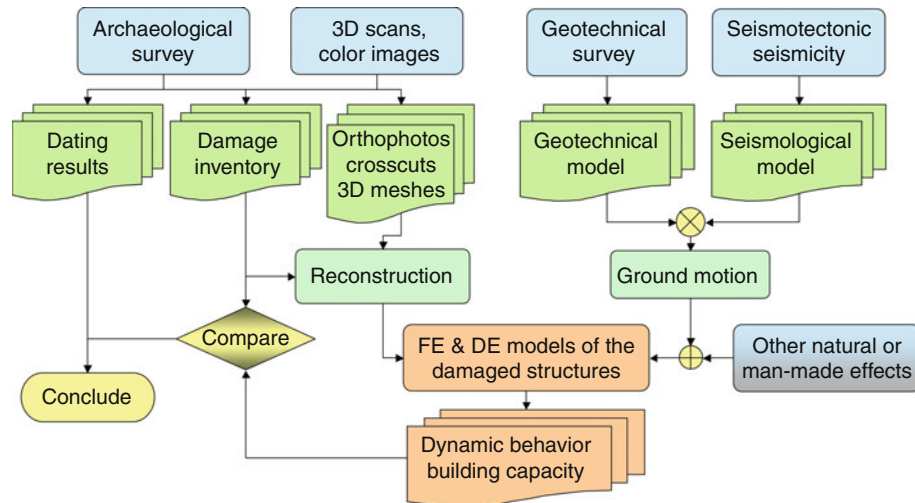 Archaeological
survey
3D scans,
color images
Geotechnical
survey
Seismotectonic
seismicity
Dating
results
Damage
inventory
Orthophotos
crosscuts
3D meshes
Geotechnical
model
Seismological
model
Reconstruction
Ground motion
Compare
FE & DE models of the
damaged structures
Other natural or
man-made effects
Conclude
Dynamic behavior
building capacity